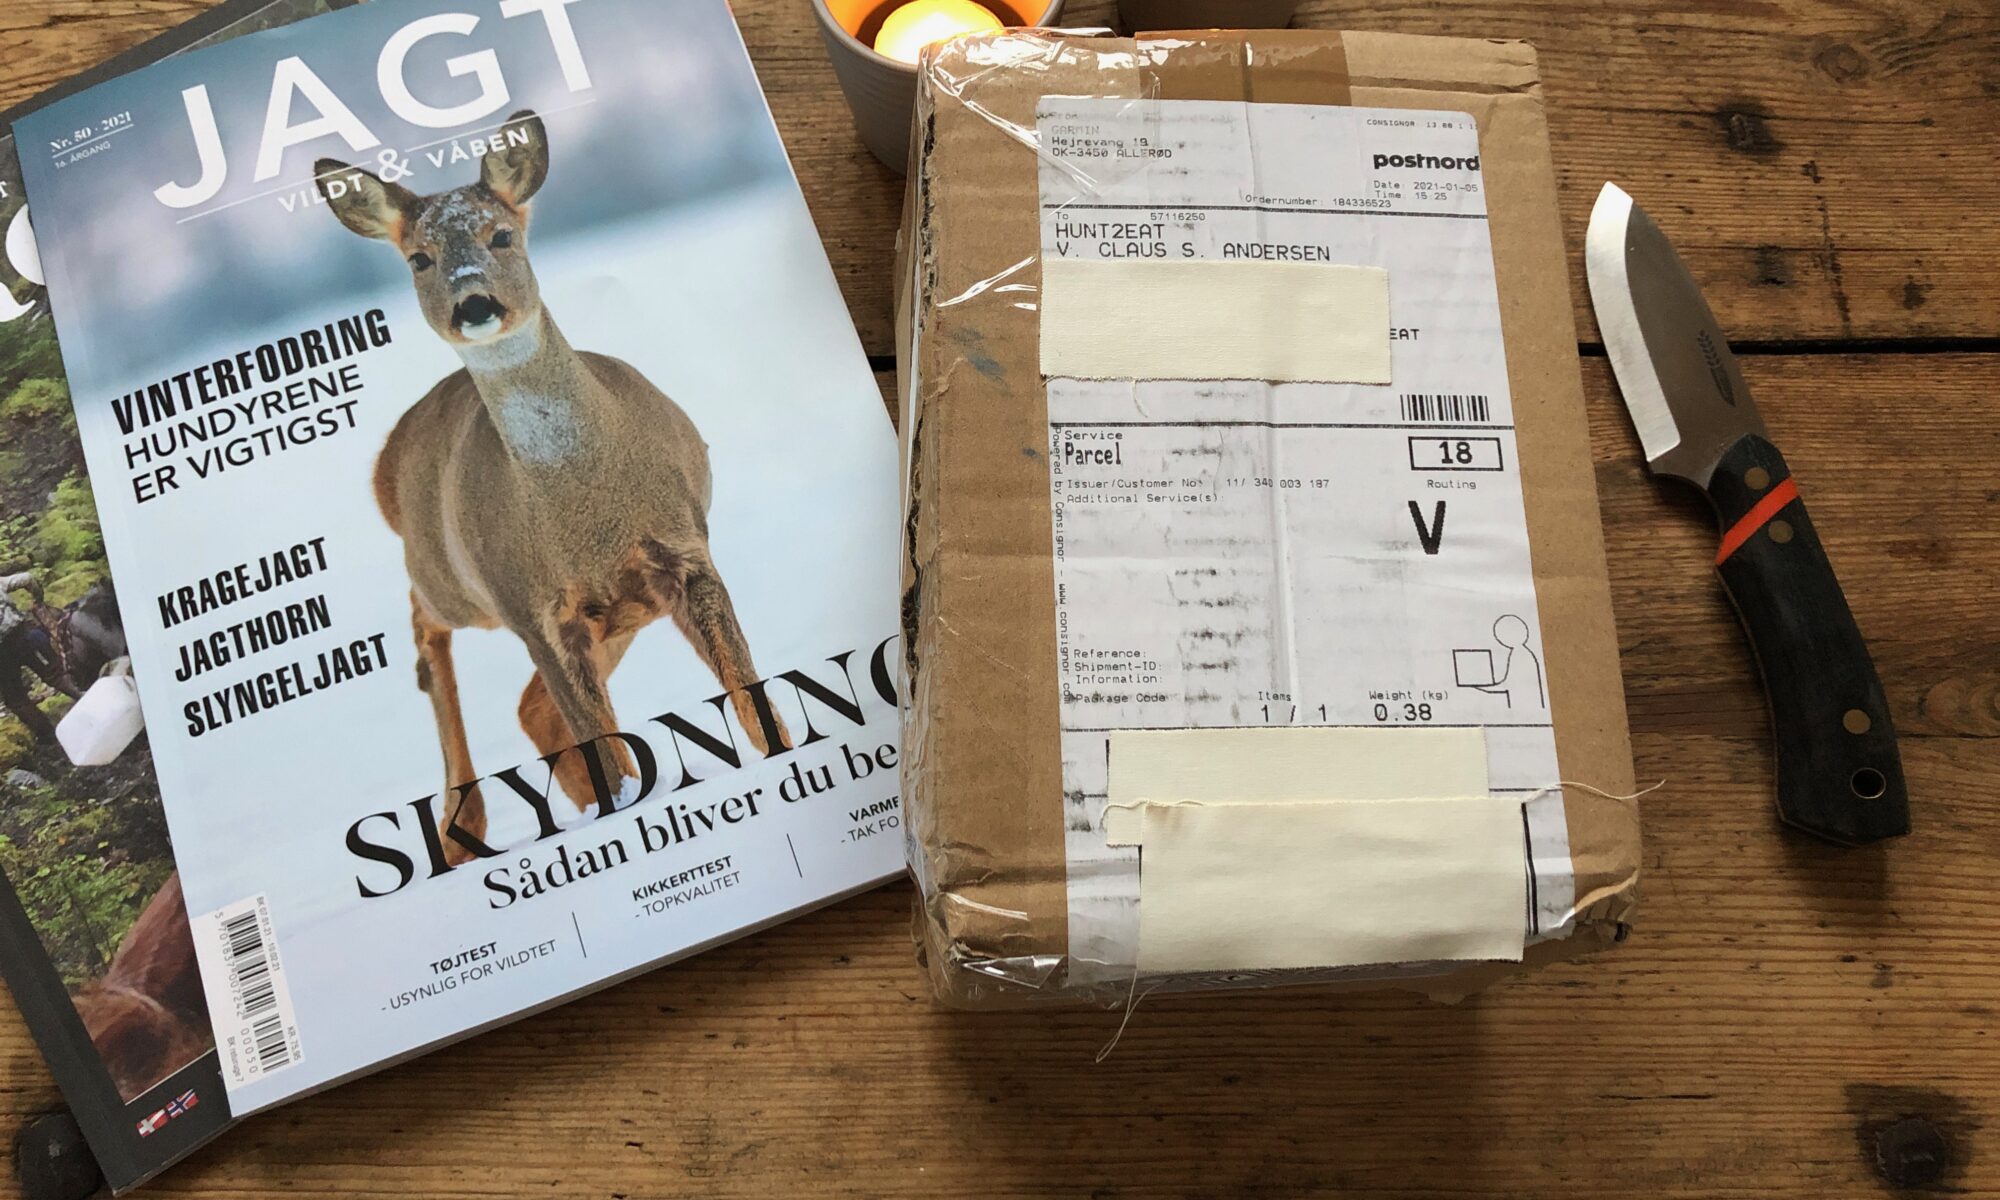 Nr. 50 · 2021
16. ÅRGANG
JAGT
VILDT & VÅBEN
VINTERFODRING
HUNDYRENE
ER VIGTIGST
KRAGEJAGT
JAGTHORN
SLYNGELJAGT
SKYDNING
Sådan bliver du be
TØJTEST
- USYNLIG FOR VILDTET
KIKKERTTEST
- TOPKVALITET
VARME
- TAK FO
GARMIN
Hejrevang 19
DK-3450 ALLERØD
CONSIGNOR
postnord
Date: 2021-01-05
Time: 15:25
Ordernumber: 184336523
To
57116250
HUNT2EAT
V. CLAUS S. ANDERSEN
EAT
Service
Parcel
18
Routing
Issuer/Customer No: 11/ 340 003 187
Additional Service(s):
V
Powered by Consignor - www.consignor.com
Reference:
Shipment-ID:
Information:
Package Code
Items
1 / 1
Weight (kg)
0.38